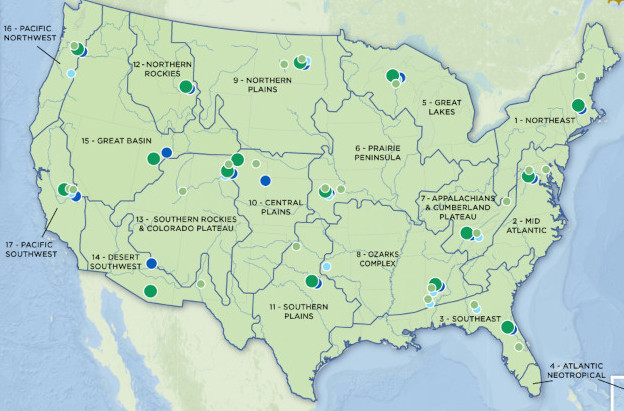 16 - PACIFIC
NORTHWEST
12 - NORTHERN
ROCKIES
9 - NORTHERN
PLAINS
5 - GREAT
LAKES
1 - NORTHEAST
15 - GREAT BASIN
6 - PRAIRIE
PENINSULA
10 - CENTRAL
PLAINS
7 - APPALACHIANS
& CUMBERLAND
PLATEAU
13 - SOUTHERN ROCKIES
& COLORADO PLATEAU
2 - MID
ATLANTIC
17 - PACIFIC
SOUTHWEST
14 - DESERT
SOUTHWEST
8 - OZARKS
COMPLEX
11 - SOUTHERN
PLAINS
3 - SOUTHEAST
4 - ATLANTIC
NEOTROPICAL